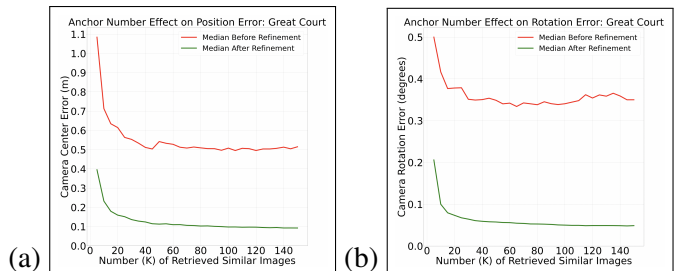 Anchor Number Effect on Position Error: Great Court
Median Before Refinement
Median After Refinement
Camera Center Error (m)
1.1
1.0
0.9
0.8
0.7
0.6
0.5
0.4
0.3
0.2
0.1
0.0
0 20 40 60 80 100 120 140
Number (K) of Retrieved Similar Images
(a)
Anchor Number Effect on Rotation Error: Great Court
Median Before Refinement
Median After Refinement
Camera Rotation Error (degrees)
0.5
0.4
0.3
0.2
0.1
0.0
0 20 40 60 80 100 120 140
Number (K) of Retrieved Similar Images
(b)